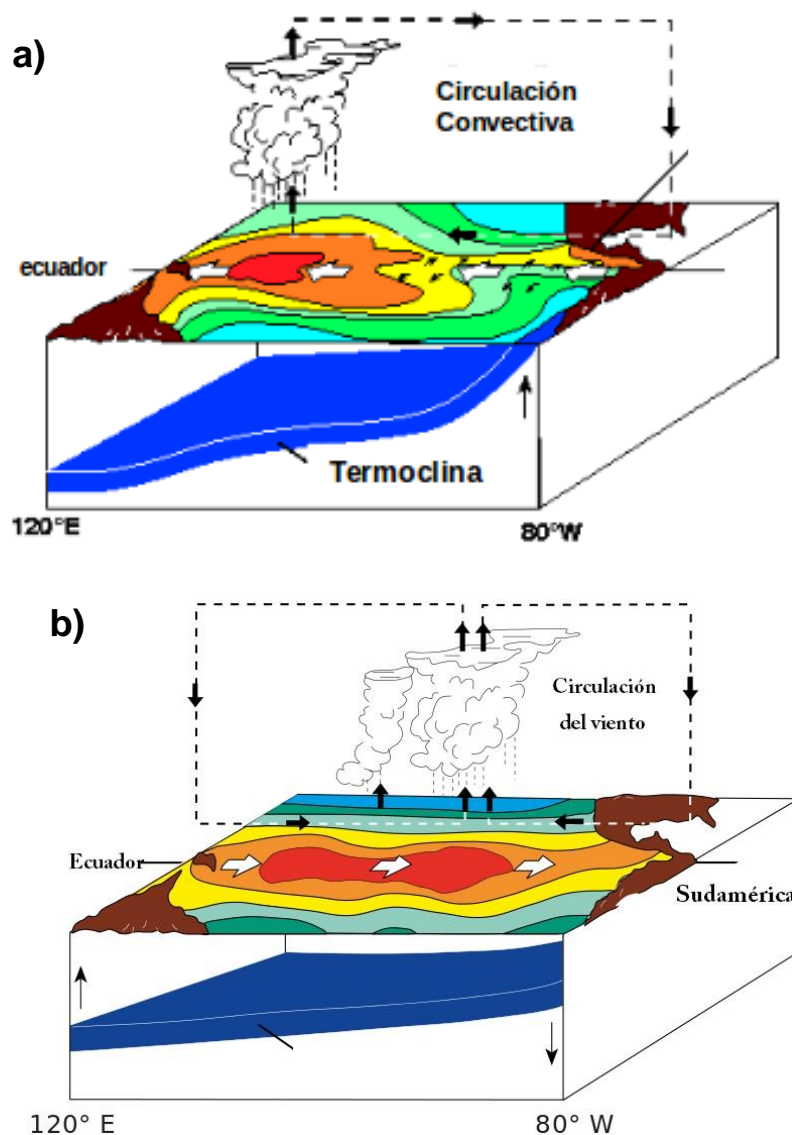 a)
Circulación
Convectiva
ecuador
Termoclina
120°E
80°W
b)
Circulación
del viento
Ecuador
Sudamérica
120° E
80° W